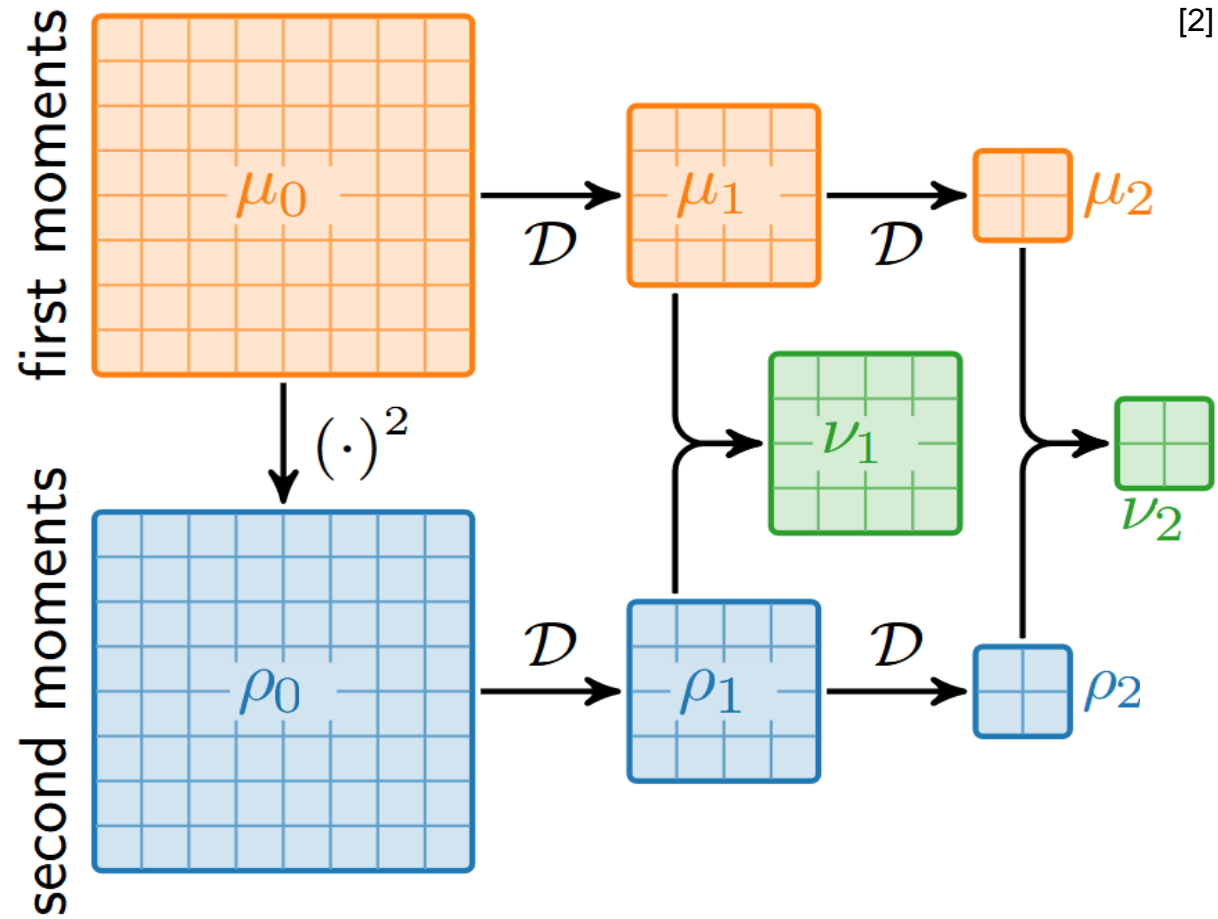 [2]
first moments
μ₀
𝒟
μ₁
𝒟
μ₂
(·)²
ν₁
ν₂
second moments
ρ₀
𝒟
ρ₁
𝒟
ρ₂